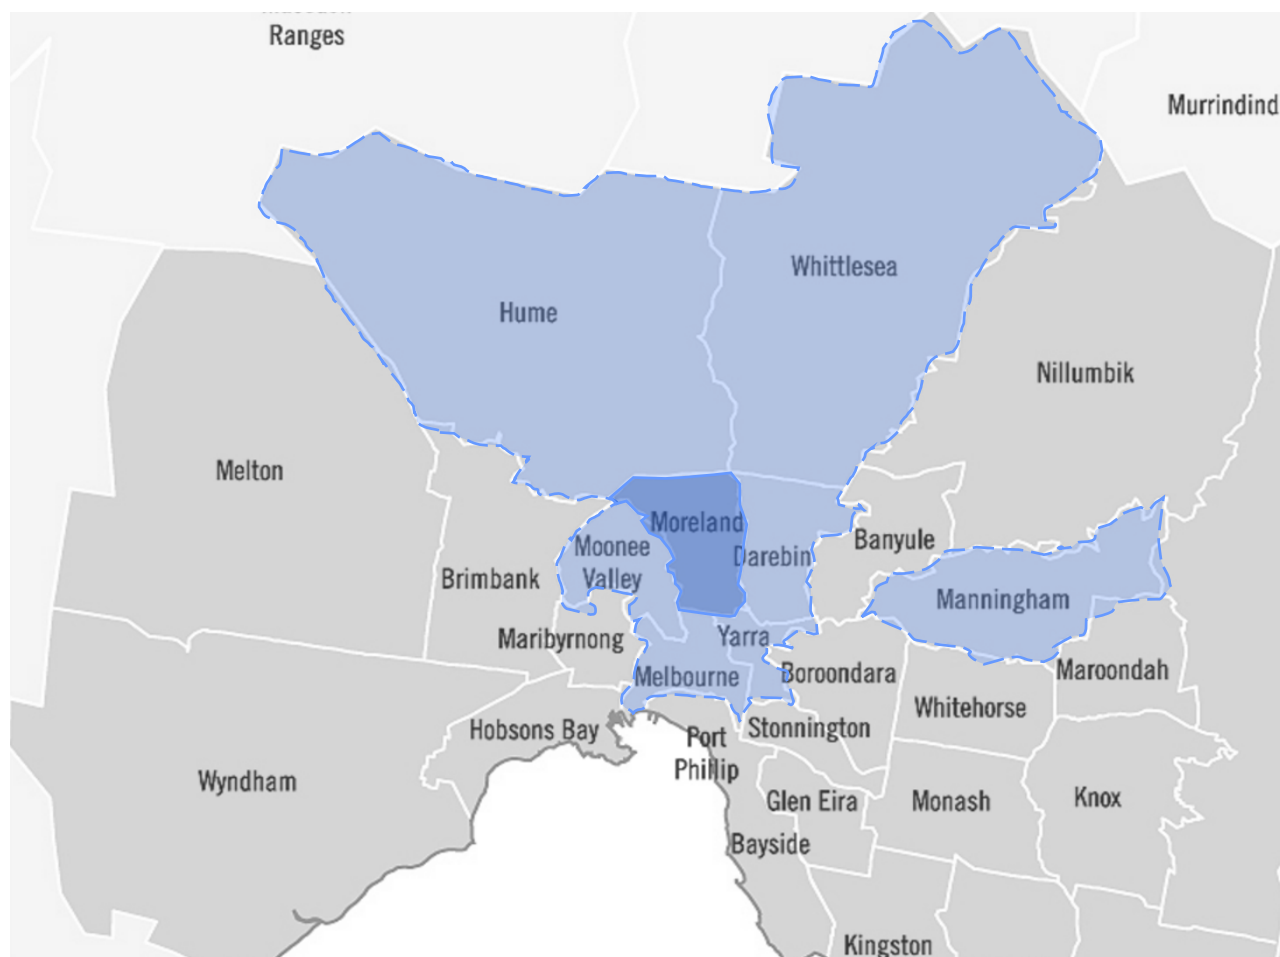 Ranges
Murrindind
Whittlesea
Hume
Nillumbik
Melton
Moreland
Banyule
Moonee
Valley
Darebin
Brimbank
Manningham
Maribyrnong
Yarra
Melbourne
Boroondara
Maroondah
Whitehorse
Hobsons Bay
Stonnington
Port
Phillip
Wyndham
Glen Eira
Monash
Knox
Bayside
Kingston